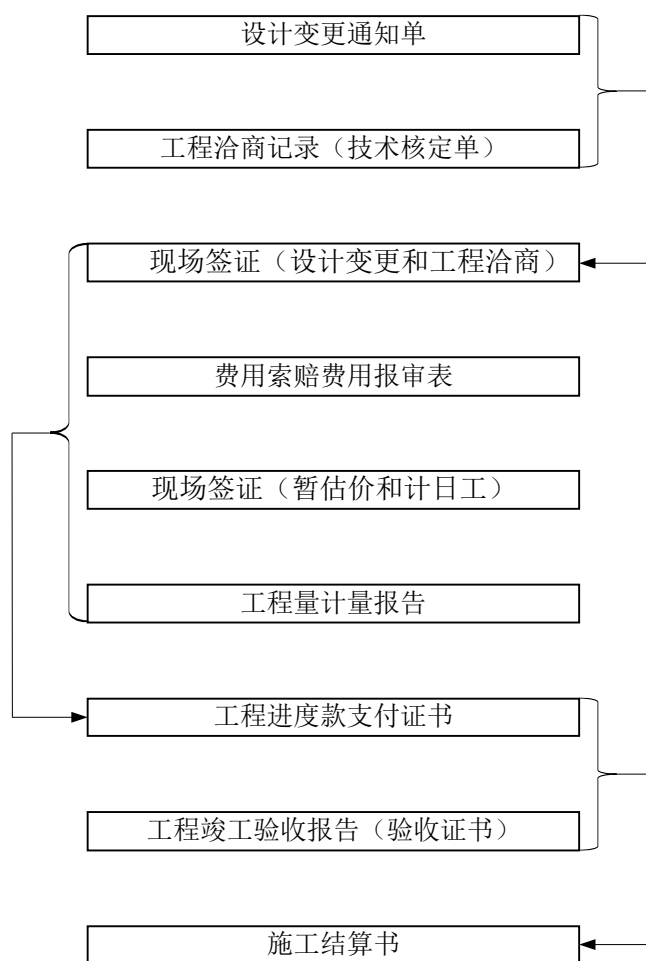 设计变更通知单
工程洽商记录（技术核定单）
现场签证（设计变更和工程洽商）
费用索赔费用报审表
现场签证（暂估价和计日工）
工程量计量报告
工程进度款支付证书
工程竣工验收报告（验收证书）
施工结算书